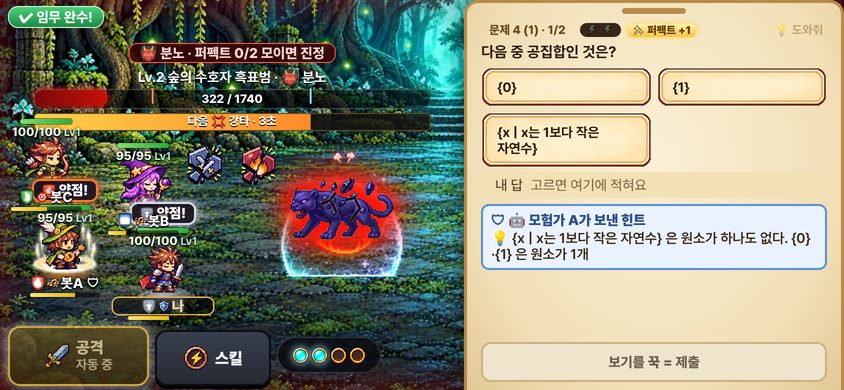 ✓ 임무 완수!
분노 · 퍼펙트 0/2 모이면 진정
Lv.2 숲의 수호자 흑표범 · 분노
322 / 1740
다음 💢 강타 · 3초
100/100 Lv1
95/95 Lv1
약점!
봇C
약점!
봇B
95/95 Lv1
100/100 Lv1
봇A
나
공격
자동 중
스킬
문제 4 (1) · 1/2
퍼펙트 +1
도와줘
다음 중 공집합인 것은?
{0}
{1}
{x | x는 1보다 작은
자연수}
내 답 고르면 여기에 적혀요
모험가 A가 보낸 힌트
{x | x는 1보다 작은 자연수} 은 원소가 하나도 없다. {0}
·{1} 은 원소가 1개
보기를 꾹 = 제출